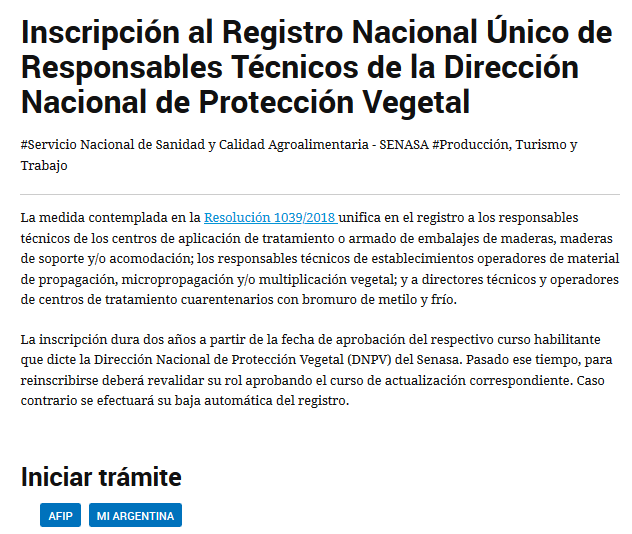 Inscripción al Registro Nacional Único de
Responsables Técnicos de la Dirección
Nacional de Protección Vegetal
#Servicio Nacional de Sanidad y Calidad Agroalimentaria - SENASA #Producción, Turismo y
Trabajo
La medida contemplada en la Resolución 1039/2018 unifica en el registro a los responsables
técnicos de los centros de aplicación de tratamiento o armado de embalajes de maderas, maderas
de soporte y/o acomodación; los responsables técnicos de establecimientos operadores de material
de propagación, micropropagación y/o multiplicación vegetal; y a directores técnicos y operadores
de centros de tratamiento cuarentenarios con bromuro de metilo y frío.
La inscripción dura dos años a partir de la fecha de aprobación del respectivo curso habilitante
que dicte la Dirección Nacional de Protección Vegetal (DNPV) del Senasa. Pasado ese tiempo, para
reinscribirse deberá revalidar su rol aprobando el curso de actualización correspondiente. Caso
contrario se efectuará su baja automática del registro.
Iniciar trámite
AFIP MI ARGENTINA